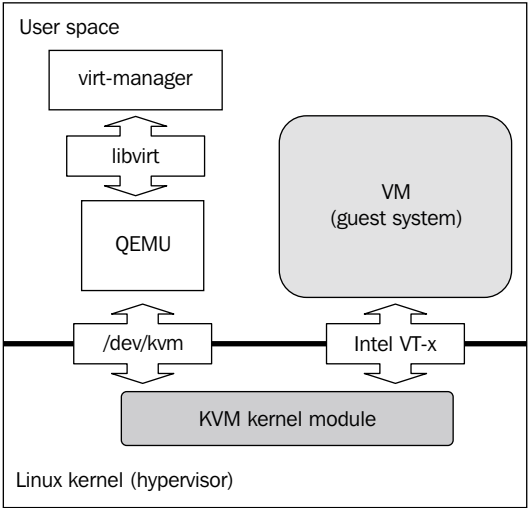 User space
virt-manager
libvirt
QEMU
VM
(guest system)
/dev/kvm
Intel VT-x
KVM kernel module
Linux kernel (hypervisor)